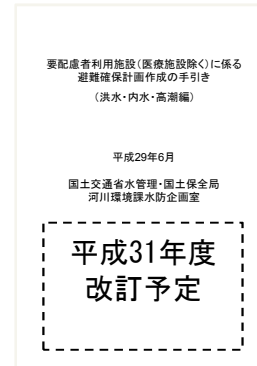 要配慮者利用施設（医療施設除く）に係る
避難確保計画作成の手引き
（洪水・内水・高潮編）
平成29年6月
国土交通省水管理・国土保全局
河川環境課水防企画室
平成31年度
改訂予定